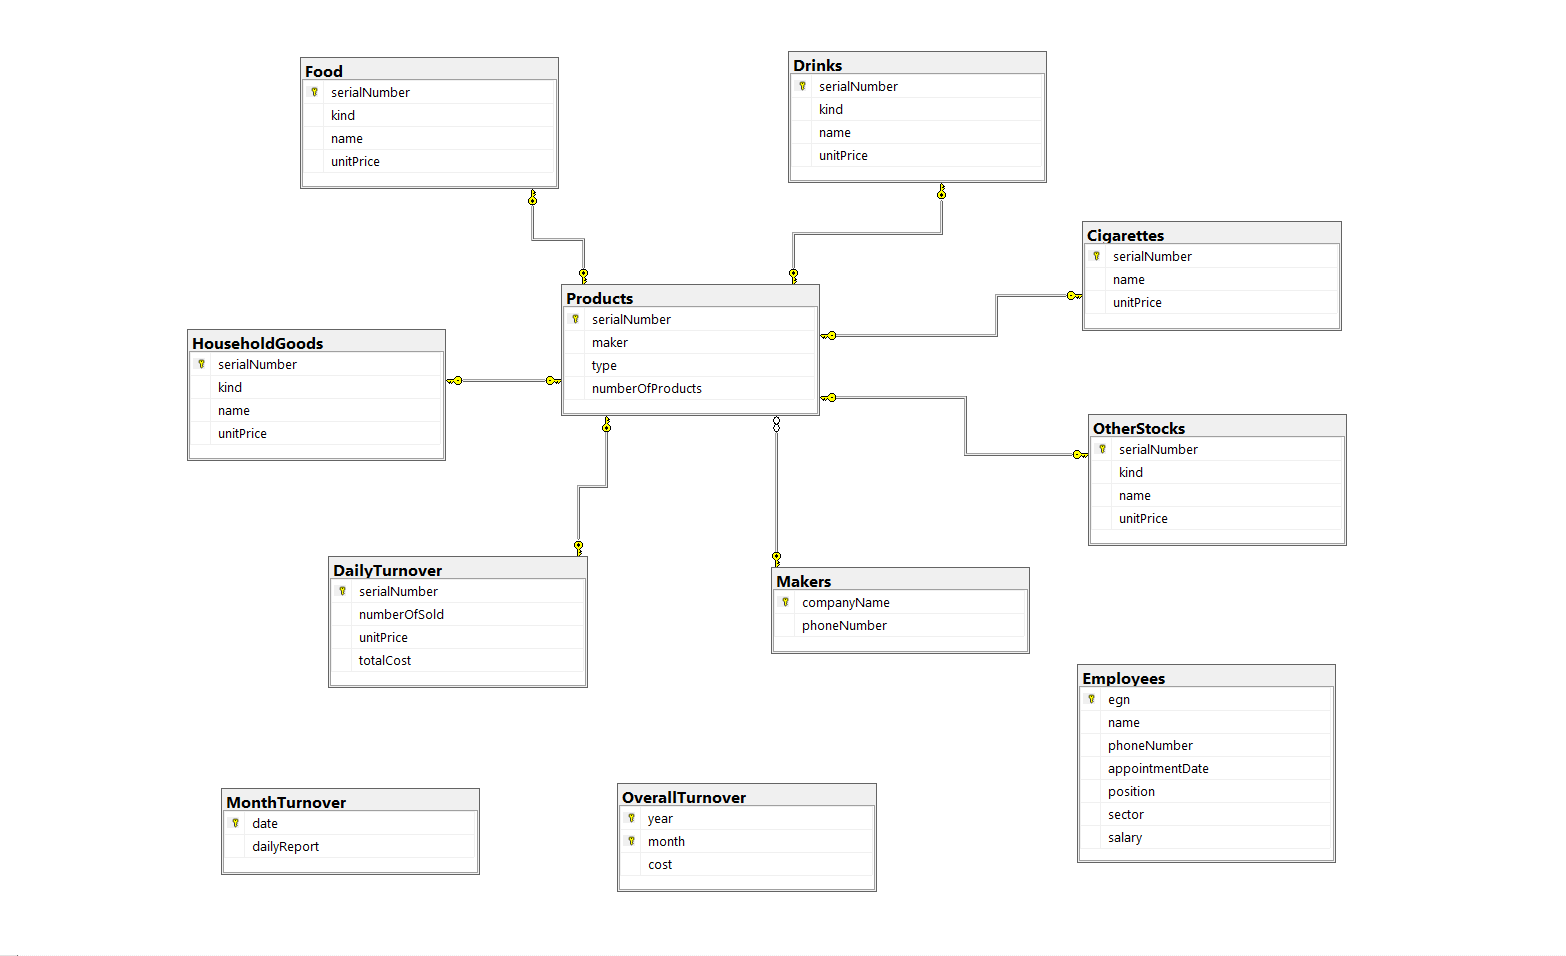 Food
serialNumber
kind
name
unitPrice
Drinks
serialNumber
kind
name
unitPrice
Cigarettes
serialNumber
name
unitPrice
Products
serialNumber
maker
type
numberOfProducts
HouseholdGoods
serialNumber
kind
name
unitPrice
OtherStocks
serialNumber
kind
name
unitPrice
DailyTurnover
serialNumber
numberOfSold
unitPrice
totalCost
Makers
companyName
phoneNumber
Employees
egn
name
phoneNumber
appointmentDate
position
sector
salary
MonthTurnover
date
dailyReport
OverallTurnover
year
month
cost